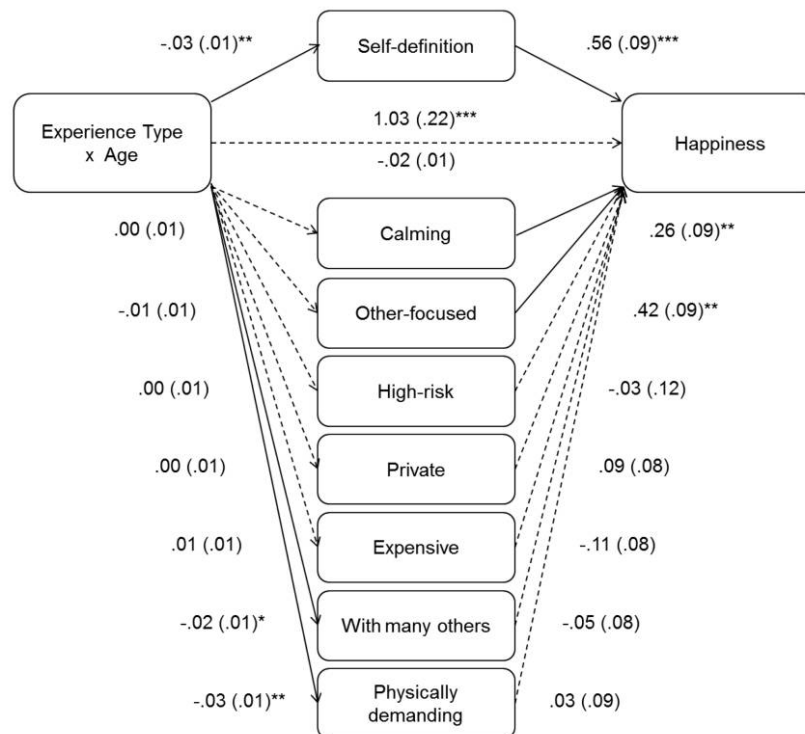 -.03 (.01)**
Self-definition
.56 (.09)***
Experience Type
x Age
1.03 (.22)***
-.02 (.01)
Happiness
.00 (.01)
Calming
.26 (.09)**
-.01 (.01)
Other-focused
.42 (.09)**
.00 (.01)
High-risk
-.03 (.12)
.00 (.01)
Private
.09 (.08)
.01 (.01)
Expensive
-.11 (.08)
-.02 (.01)*
With many others
-.05 (.08)
-.03 (.01)**
Physically
demanding
.03 (.09)